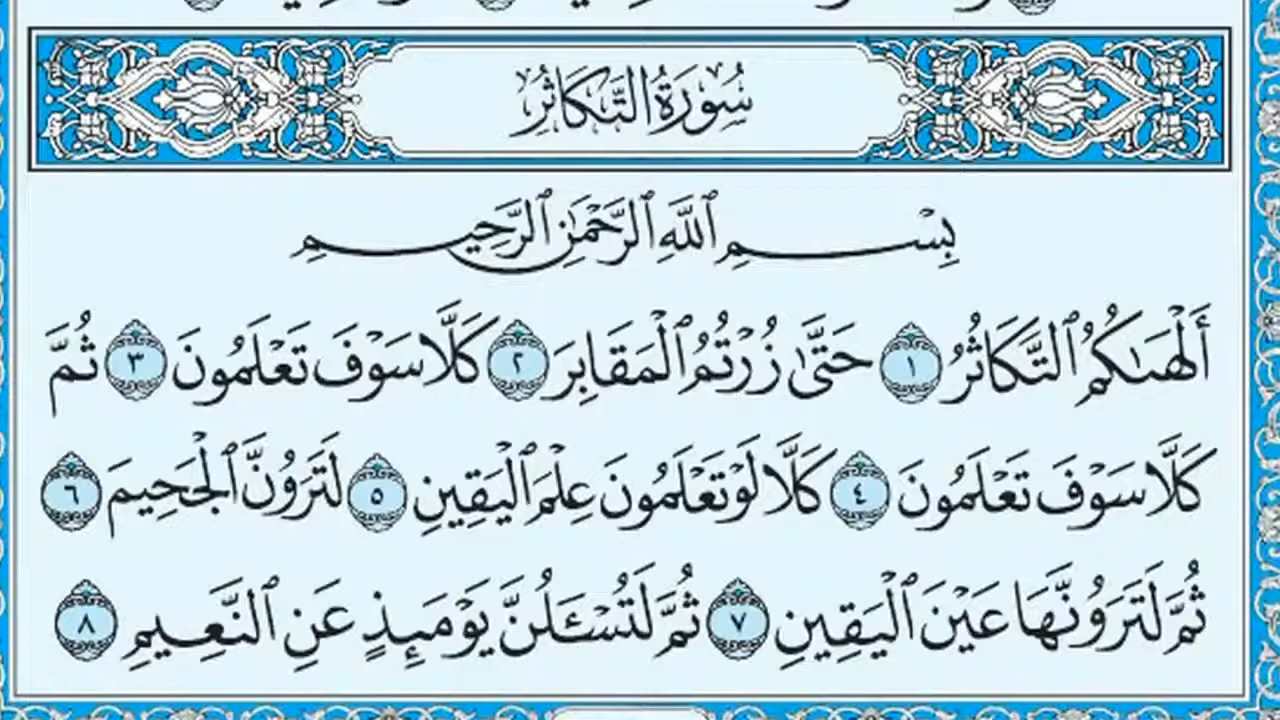 سُورَةُ التَّكَاثُرِ
بِسْمِ ٱللَّهِ ٱلرَّحْمَٰنِ ٱلرَّحِيمِ
أَلْهَىٰكُمُ ٱلتَّكَاثُرُ ١ حَتَّىٰ زُرْتُمُ ٱلْمَقَابِرَ ٢ كَلَّا سَوْفَ تَعْلَمُونَ ٣ ثُمَّ
كَلَّا سَوْفَ تَعْلَمُونَ ٤ كَلَّا لَوْ تَعْلَمُونَ عِلْمَ ٱلْيَقِينِ ٥ لَتَرَوُنَّ ٱلْجَحِيمَ ٦
ثُمَّ لَتَرَوُنَّهَا عَيْنَ ٱلْيَقِينِ ٧ ثُمَّ لَتُسْـَٔلُنَّ يَوْمَئِذٍ عَنِ ٱلنَّعِيمِ ٨